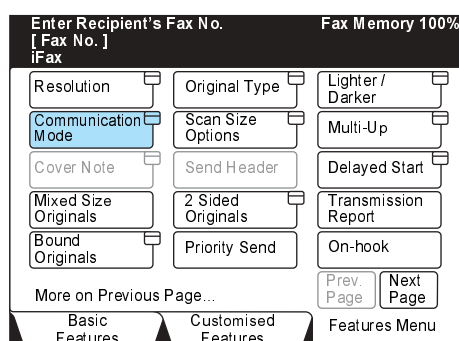 Enter Recipient's Fax No. Fax Memory 100%
[ Fax No. ]
iFax
Resolution Original Type Lighter /
Darker
Communication
Mode Scan Size
Options Multi-Up
Cover Note Send Header Delayed Start
Mixed Size
Originals 2 Sided
Originals Transmission
Report
Bound
Originals Priority Send On-hook
More on Previous Page... Prev.
Page Next
Page
Basic
Features Customised
Features Features Menu